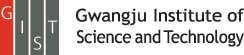 GIST
Gwangju Institute of
Science and Technology